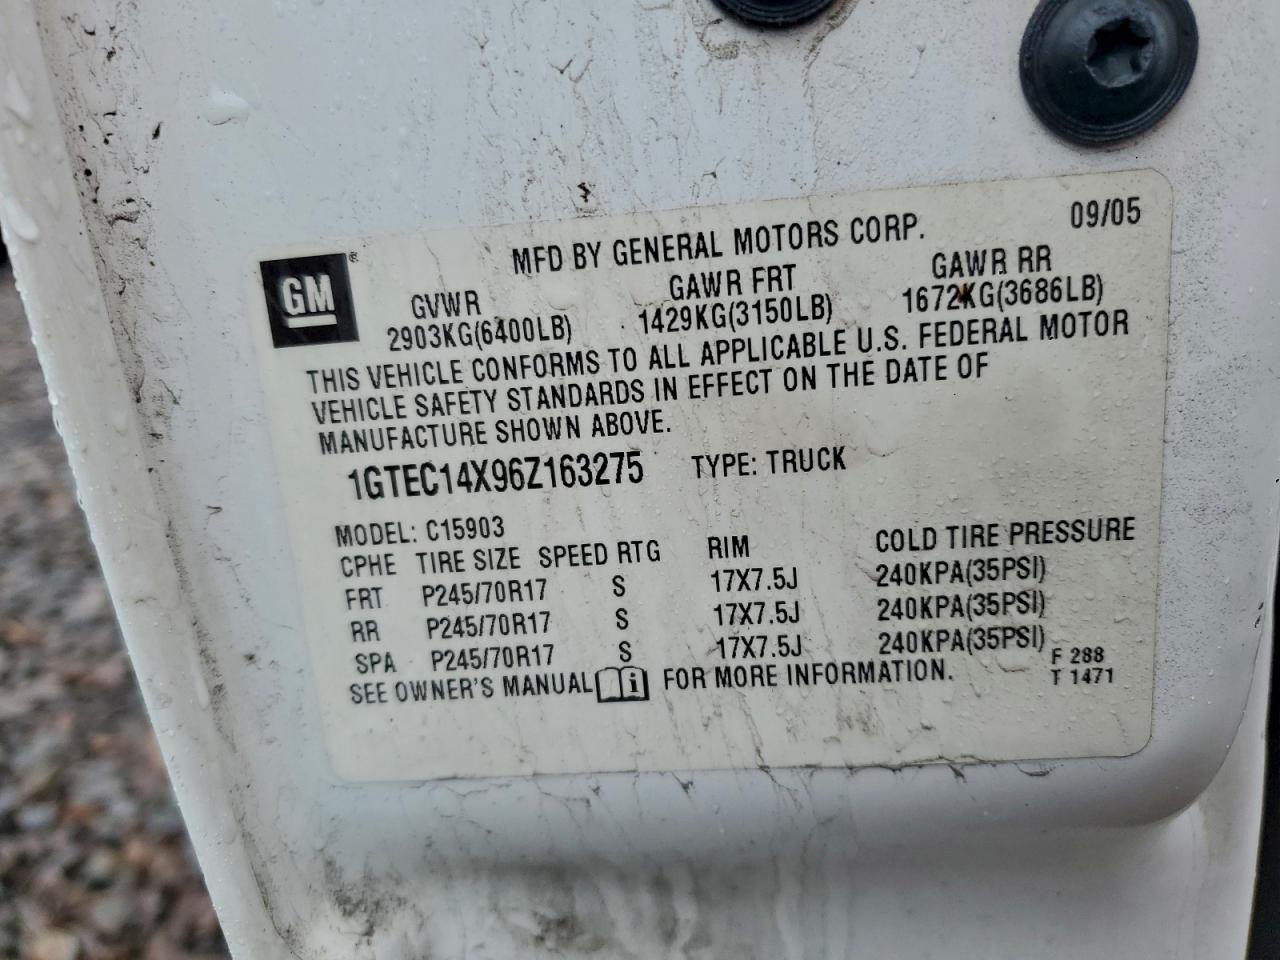 09/05
MFD BY GENERAL MOTORS CORP.
GM®
GVWR GAWR FRT GAWR RR
2903KG(6400LB) 1429KG(3150LB) 1672KG(3686LB)
THIS VEHICLE CONFORMS TO ALL APPLICABLE U.S. FEDERAL MOTOR
VEHICLE SAFETY STANDARDS IN EFFECT ON THE DATE OF
MANUFACTURE SHOWN ABOVE.
1GTEC14X96Z163275 TYPE: TRUCK
MODEL: C15903
CPHE TIRE SIZE SPEED RTG RIM COLD TIRE PRESSURE
FRT P245/70R17 S 17X7.5J 240KPA(35PSI)
RR P245/70R17 S 17X7.5J 240KPA(35PSI)
SPA P245/70R17 S 17X7.5J 240KPA(35PSI)
SEE OWNER'S MANUAL i FOR MORE INFORMATION.
F 288
T 1471